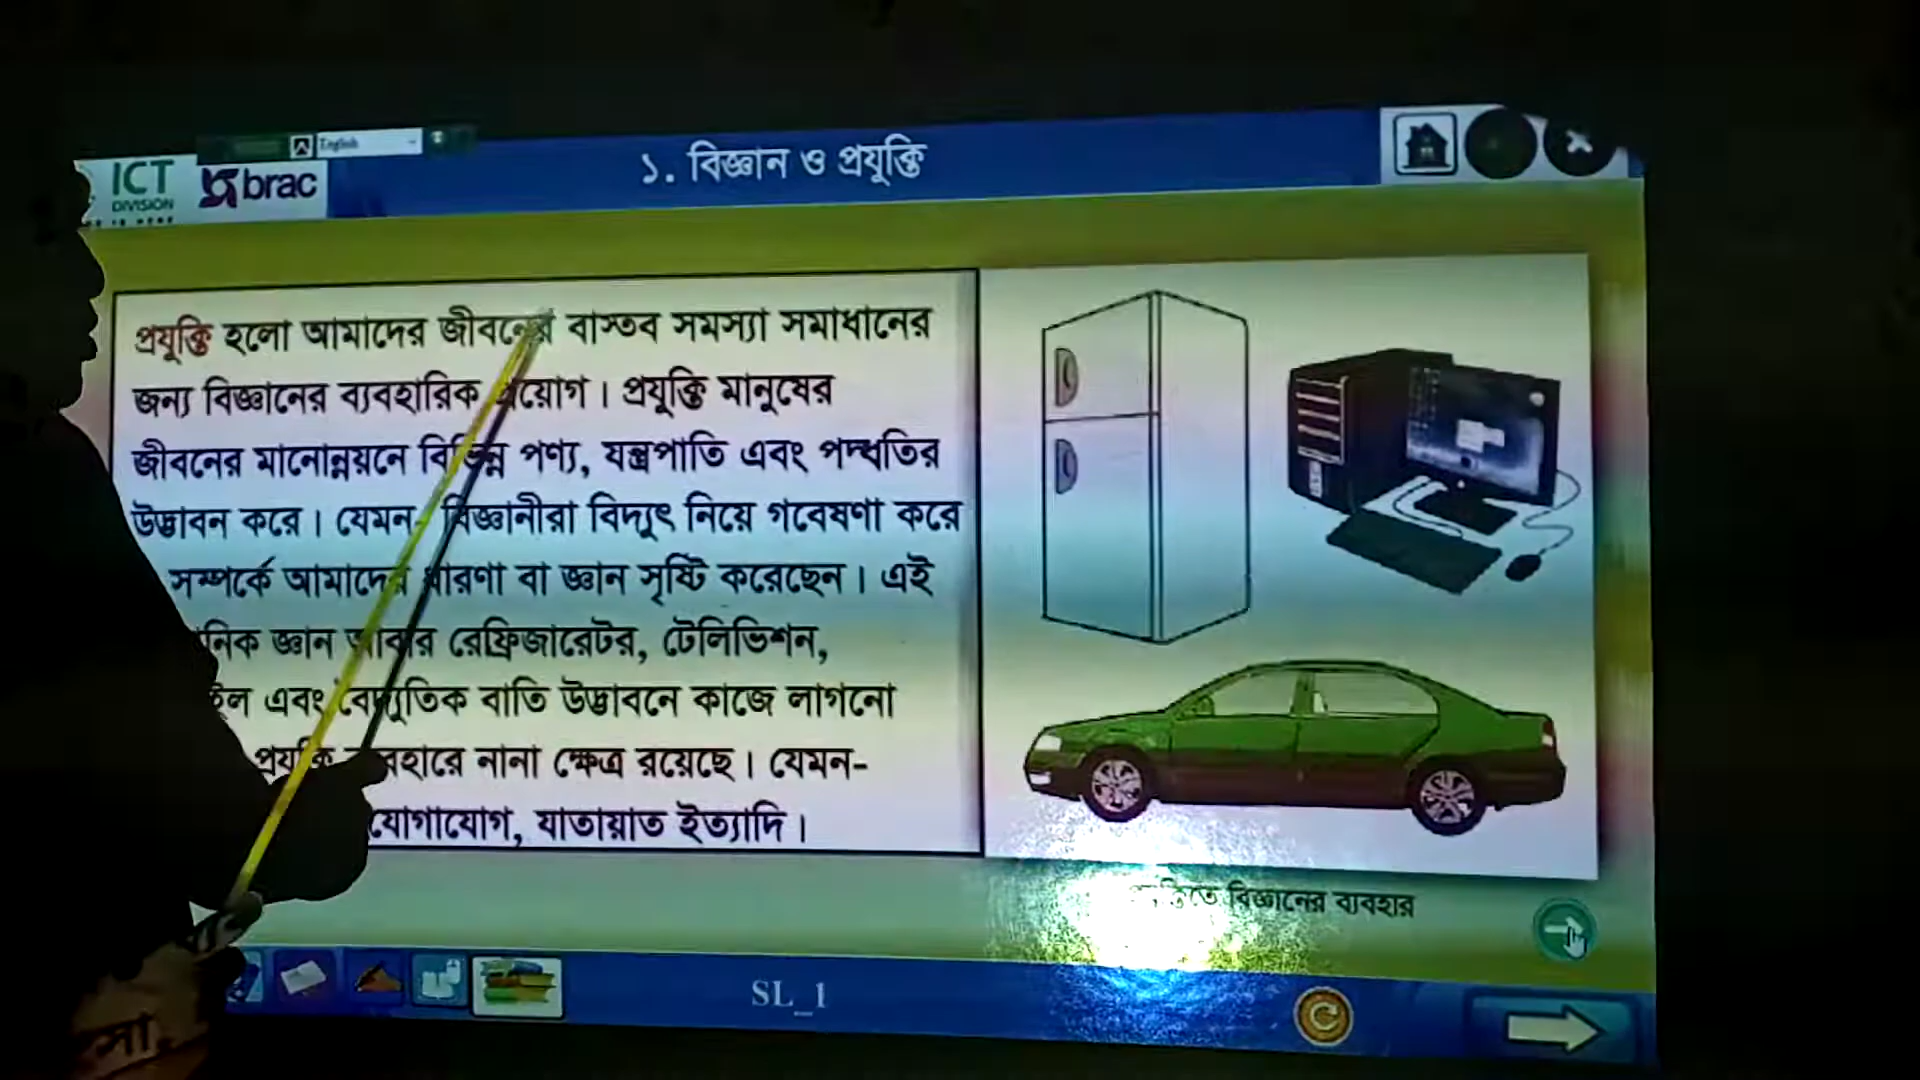 English
ICT
DIVISION
brac
১. বিজ্ঞান ও প্রযুক্তি
প্রযুক্তি হলো আমাদের জীবনের বাস্তব সমস্যা সমাধানের
জন্য বিজ্ঞানের ব্যবহারিক প্রয়োগ। প্রযুক্তি মানুষের
জীবনের মানোন্নয়নে বিভিন্ন পণ্য, যন্ত্রপাতি এবং পদ্ধতির
উদ্ভাবন করে। যেমন- বিজ্ঞানীরা বিদ্যুৎ নিয়ে গবেষণা করে
সম্পর্কে আমাদের ধারণা বা জ্ঞান সৃষ্টি করেছেন। এই
জ্ঞান আবার রেফ্রিজারেটর, টেলিভিশন,
এবং বৈদ্যুতিক বাতি উদ্ভাবনে কাজে লাগনো
প্রযুক্তি ব্যবহারে নানা ক্ষেত্র রয়েছে। যেমন-
যোগাযোগ, যাতায়াত ইত্যাদি।
বিজ্ঞানের ব্যবহার
SL_1